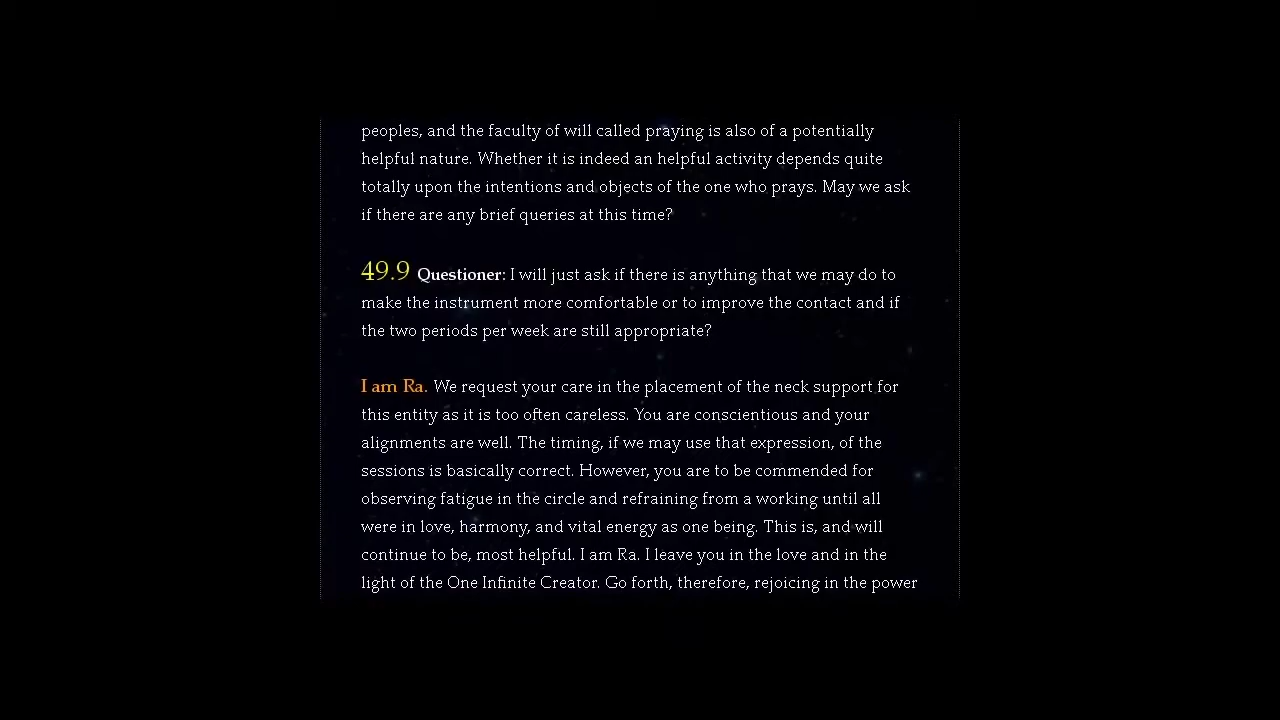 peoples, and the faculty of will called praying is also of a potentially
helpful nature. Whether it is indeed an helpful activity depends quite
totally upon the intentions and objects of the one who prays. May we ask
if there are any brief queries at this time?
49.9 Questioner: I will just ask if there is anything that we may do to
make the instrument more comfortable or to improve the contact and if
the two periods per week are still appropriate?
I am Ra. We request your care in the placement of the neck support for
this entity as it is too often careless. You are conscientious and your
alignments are well. The timing, if we may use that expression, of the
sessions is basically correct. However, you are to be commended for
observing fatigue in the circle and refraining from a working until all
were in love, harmony, and vital energy as one being. This is, and will
continue to be, most helpful. I am Ra. I leave you in the love and in the
light of the One Infinite Creator. Go forth, therefore, rejoicing in the power